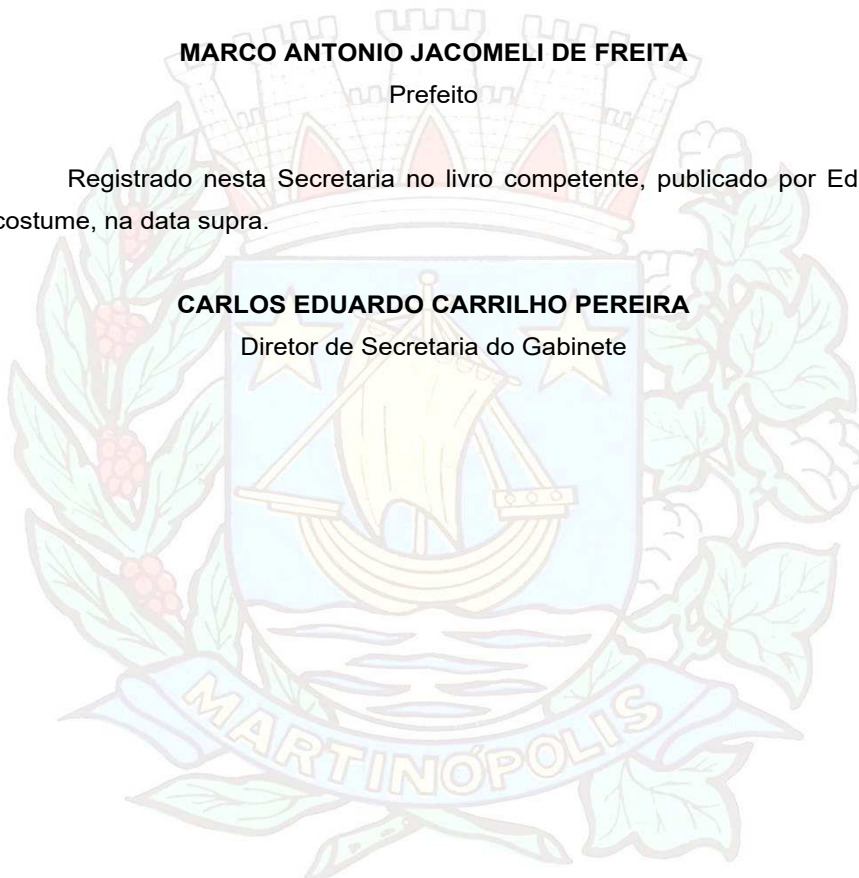 MARCO ANTONIO JACOMELI DE FREITA
Prefeito
Registrado nesta Secretaria no livro competente, publicado por Ed
costume, na data supra.
CARLOS EDUARDO CARRILHO PEREIRA
Diretor de Secretaria do Gabinete
MARTINÓPOLIS